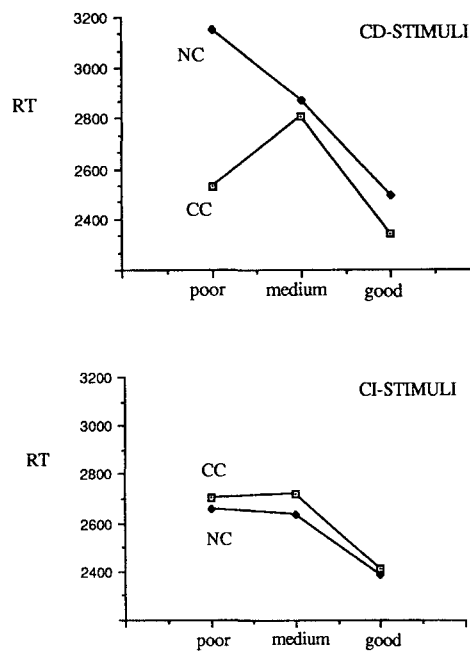 3200
CD-STIMULI
NC
3000
RT
2800
2600
CC
2400
poor medium good
3200
CI-STIMULI
3000
RT
2800
CC
2600
NC
2400
poor medium good